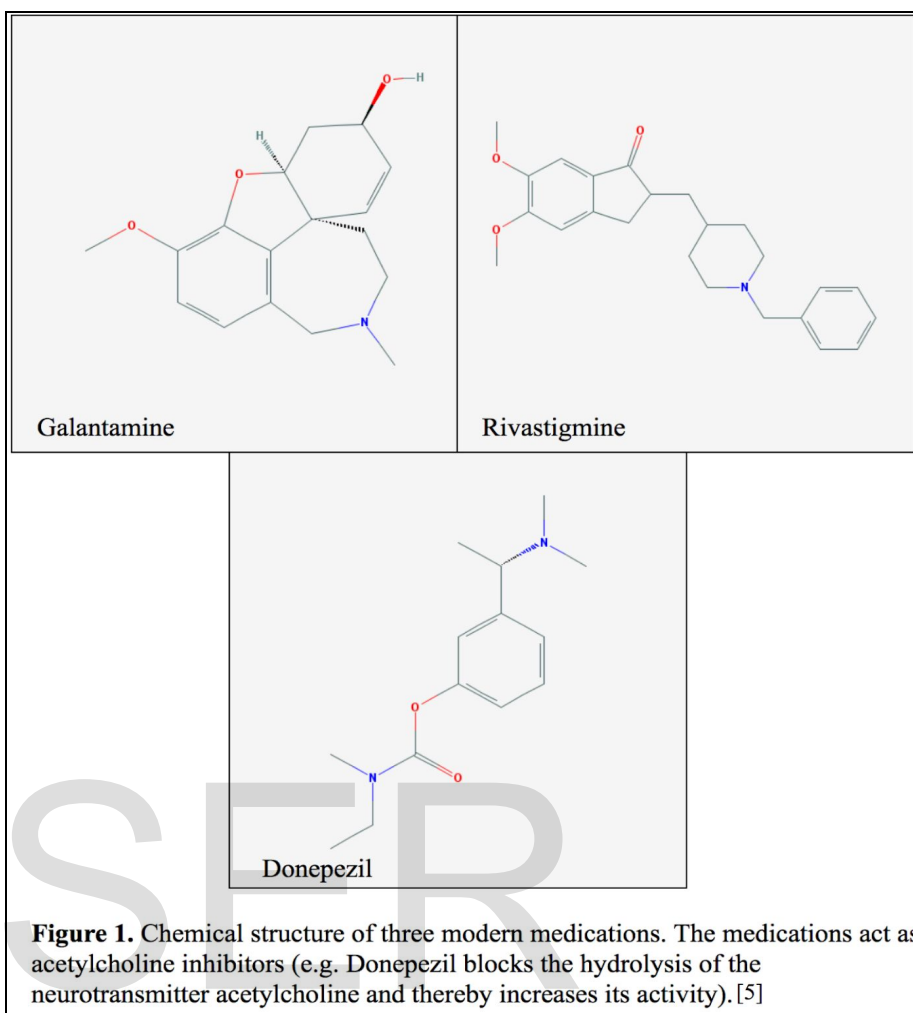 O H
H
O
O
N
Galantamine
O
O
O
N
Rivastigmine
N
O
N O
Donepezil
SER
Figure 1. Chemical structure of three modern medications. The medications act as
acetylcholine inhibitors (e.g. Donepezil blocks the hydrolysis of the
neurotransmitter acetylcholine and thereby increases its activity). [5]